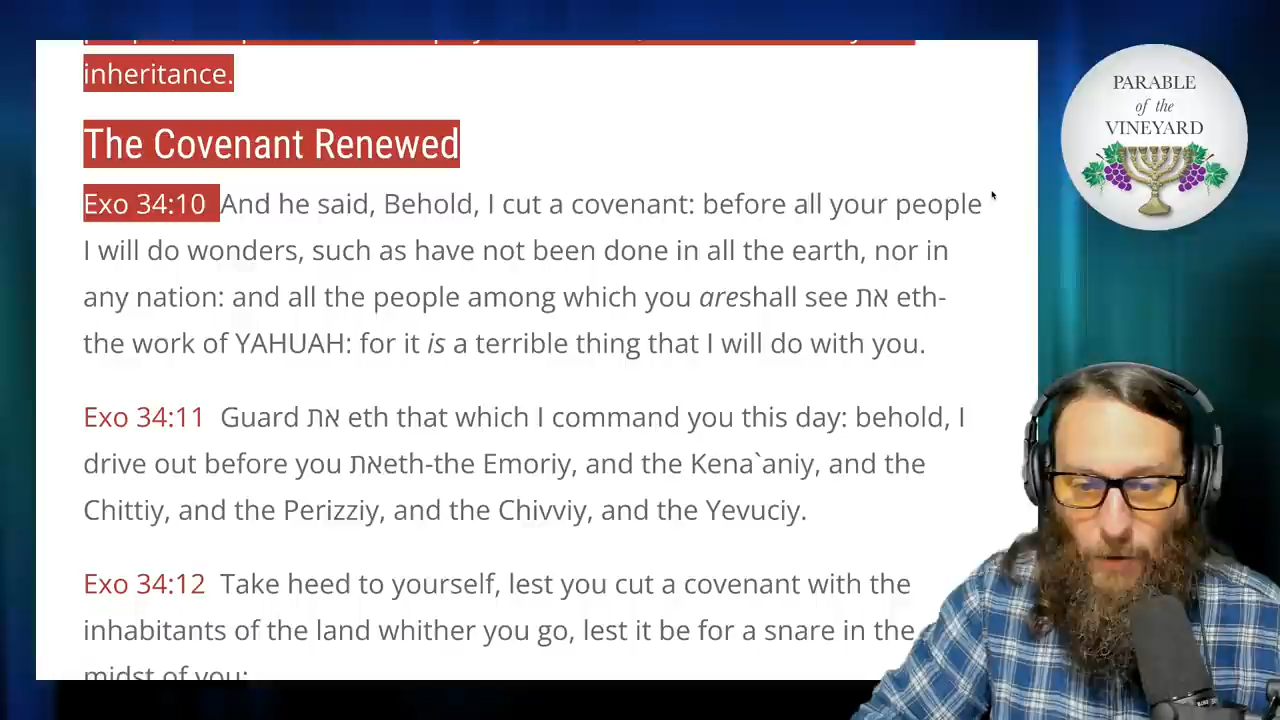 inheritance.
The Covenant Renewed
Exo 34:10 And he said, Behold, I cut a covenant: before all your people
I will do wonders, such as have not been done in all the earth, nor in
any nation: and all the people among which you areshall see את eth-
the work of YAHUAH: for it is a terrible thing that I will do with you.
Exo 34:11 Guard את eth that which I command you this day: behold, I
drive out before you אתeth-the Emoriy, and the Kena`aniy, and the
Chittiy, and the Perizziy, and the Chivviy, and the Yevuciy.
Exo 34:12 Take heed to yourself, lest you cut a covenant with the
inhabitants of the land whither you go, lest it be for a snare in the
midst of you:
PARABLE
of the
VINEYARD